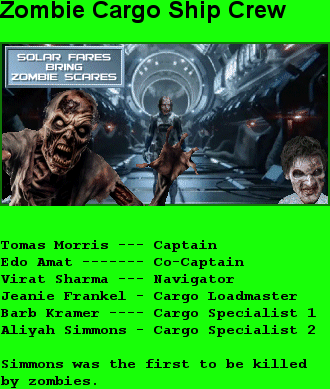 Zombie Cargo Ship Crew
SOLAR FARES
BRING
ZOMBIE SCARES
Tomas Morris --- Captain
Edo Amat ------- Co-Captain
Virat Sharma --- Navigator
Jeanie Frankel - Cargo Loadmaster
Barb Kramer ---- Cargo Specialist 1
Aliyah Simmons - Cargo Specialist 2
Simmons was the first to be killed
by zombies.